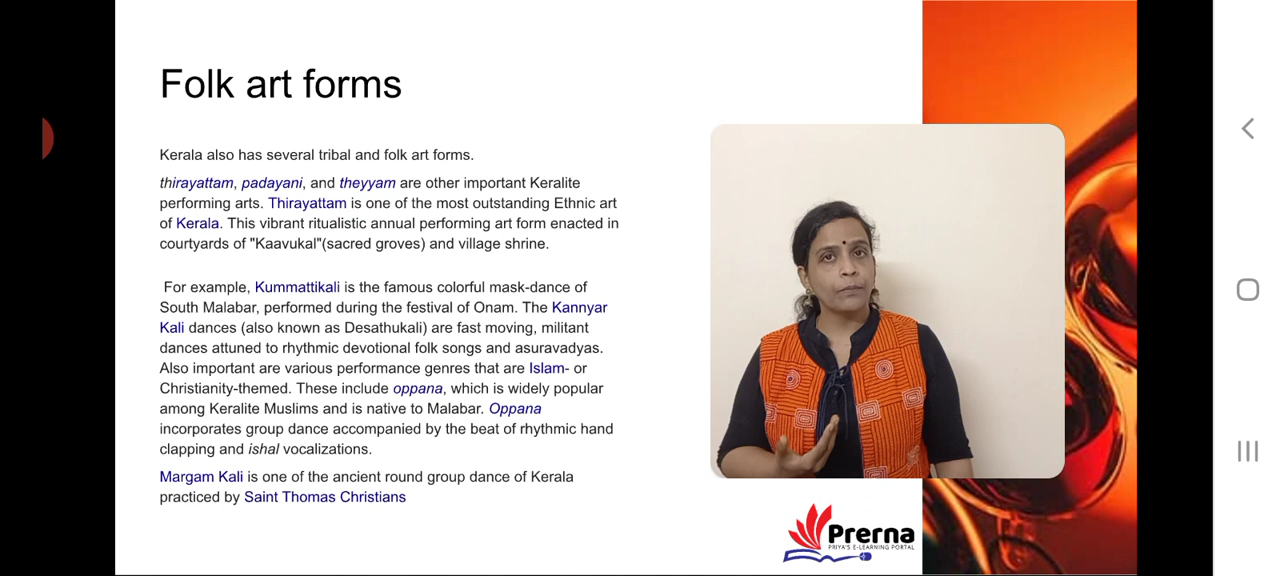 Folk art forms
Kerala also has several tribal and folk art forms.
thirayattam, padayani, and theyyam are other important Keralite
performing arts. Thirayattam is one of the most outstanding Ethnic art
of Kerala. This vibrant ritualistic annual performing art form enacted in
courtyards of "Kaavukal"(sacred groves) and village shrine.
For example, Kummattikali is the famous colorful mask-dance of
South Malabar, performed during the festival of Onam. The Kannyar
Kali dances (also known as Desathukali) are fast moving, militant
dances attuned to rhythmic devotional folk songs and asuravadyas.
Also important are various performance genres that are Islam- or
Christianity-themed. These include oppana, which is widely popular
among Keralite Muslims and is native to Malabar. Oppana
incorporates group dance accompanied by the beat of rhythmic hand
clapping and ishal vocalizations.
Margam Kali is one of the ancient round group dance of Kerala
practiced by Saint Thomas Christians
Prerna
PRIYA'S E-LEARNING PORTAL